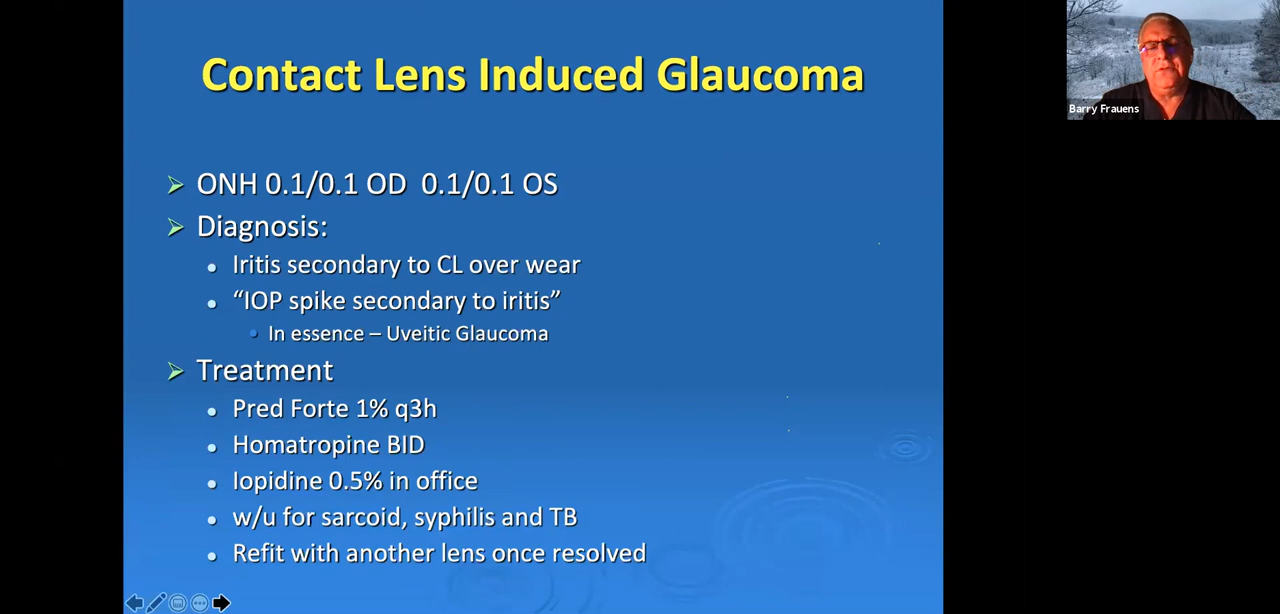 Contact Lens Induced Glaucoma
Barry Frauens
ONH 0.1/0.1 OD 0.1/0.1 OS
Diagnosis:
Iritis secondary to CL over wear
“IOP spike secondary to iritis”
In essence – Uveitic Glaucoma
Treatment
Pred Forte 1% q3h
Homatropine BID
Iopidine 0.5% in office
w/u for sarcoid, syphilis and TB
Refit with another lens once resolved